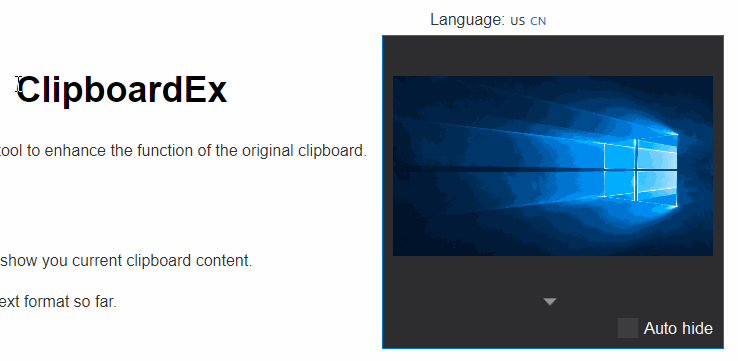 Language: US CN
ClipboardEx
tool to enhance the function of the original clipboard.
show you current clipboard content.
ext format so far.
Auto hide